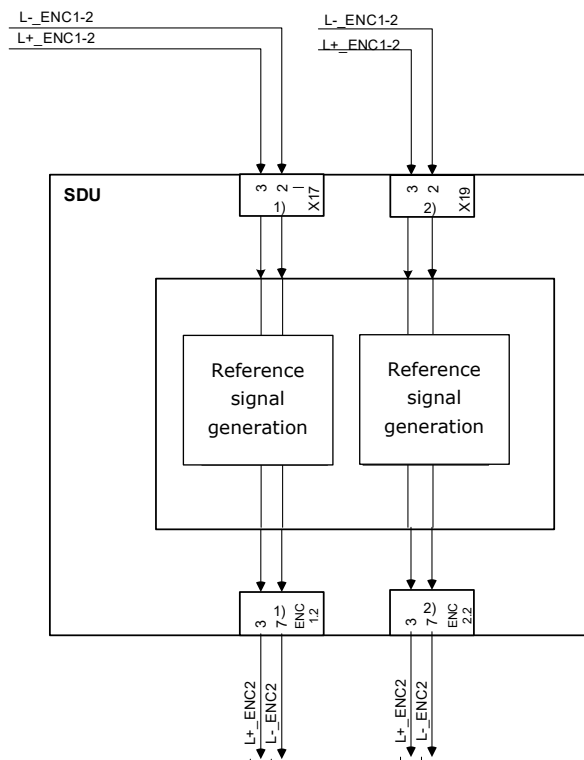 L-_ENC1-2
L+_ENC1-2
L-_ENC1-2
L+_ENC1-2
SDU
3
2
1)
X17
3
2
2)
X19
Reference
signal
generation
Reference
signal
generation
3
1)
7
ENC
1.2
3
2)
7
ENC
2.2
L+_ENC2
L-_ENC2
L+_ENC2
L-_ENC2